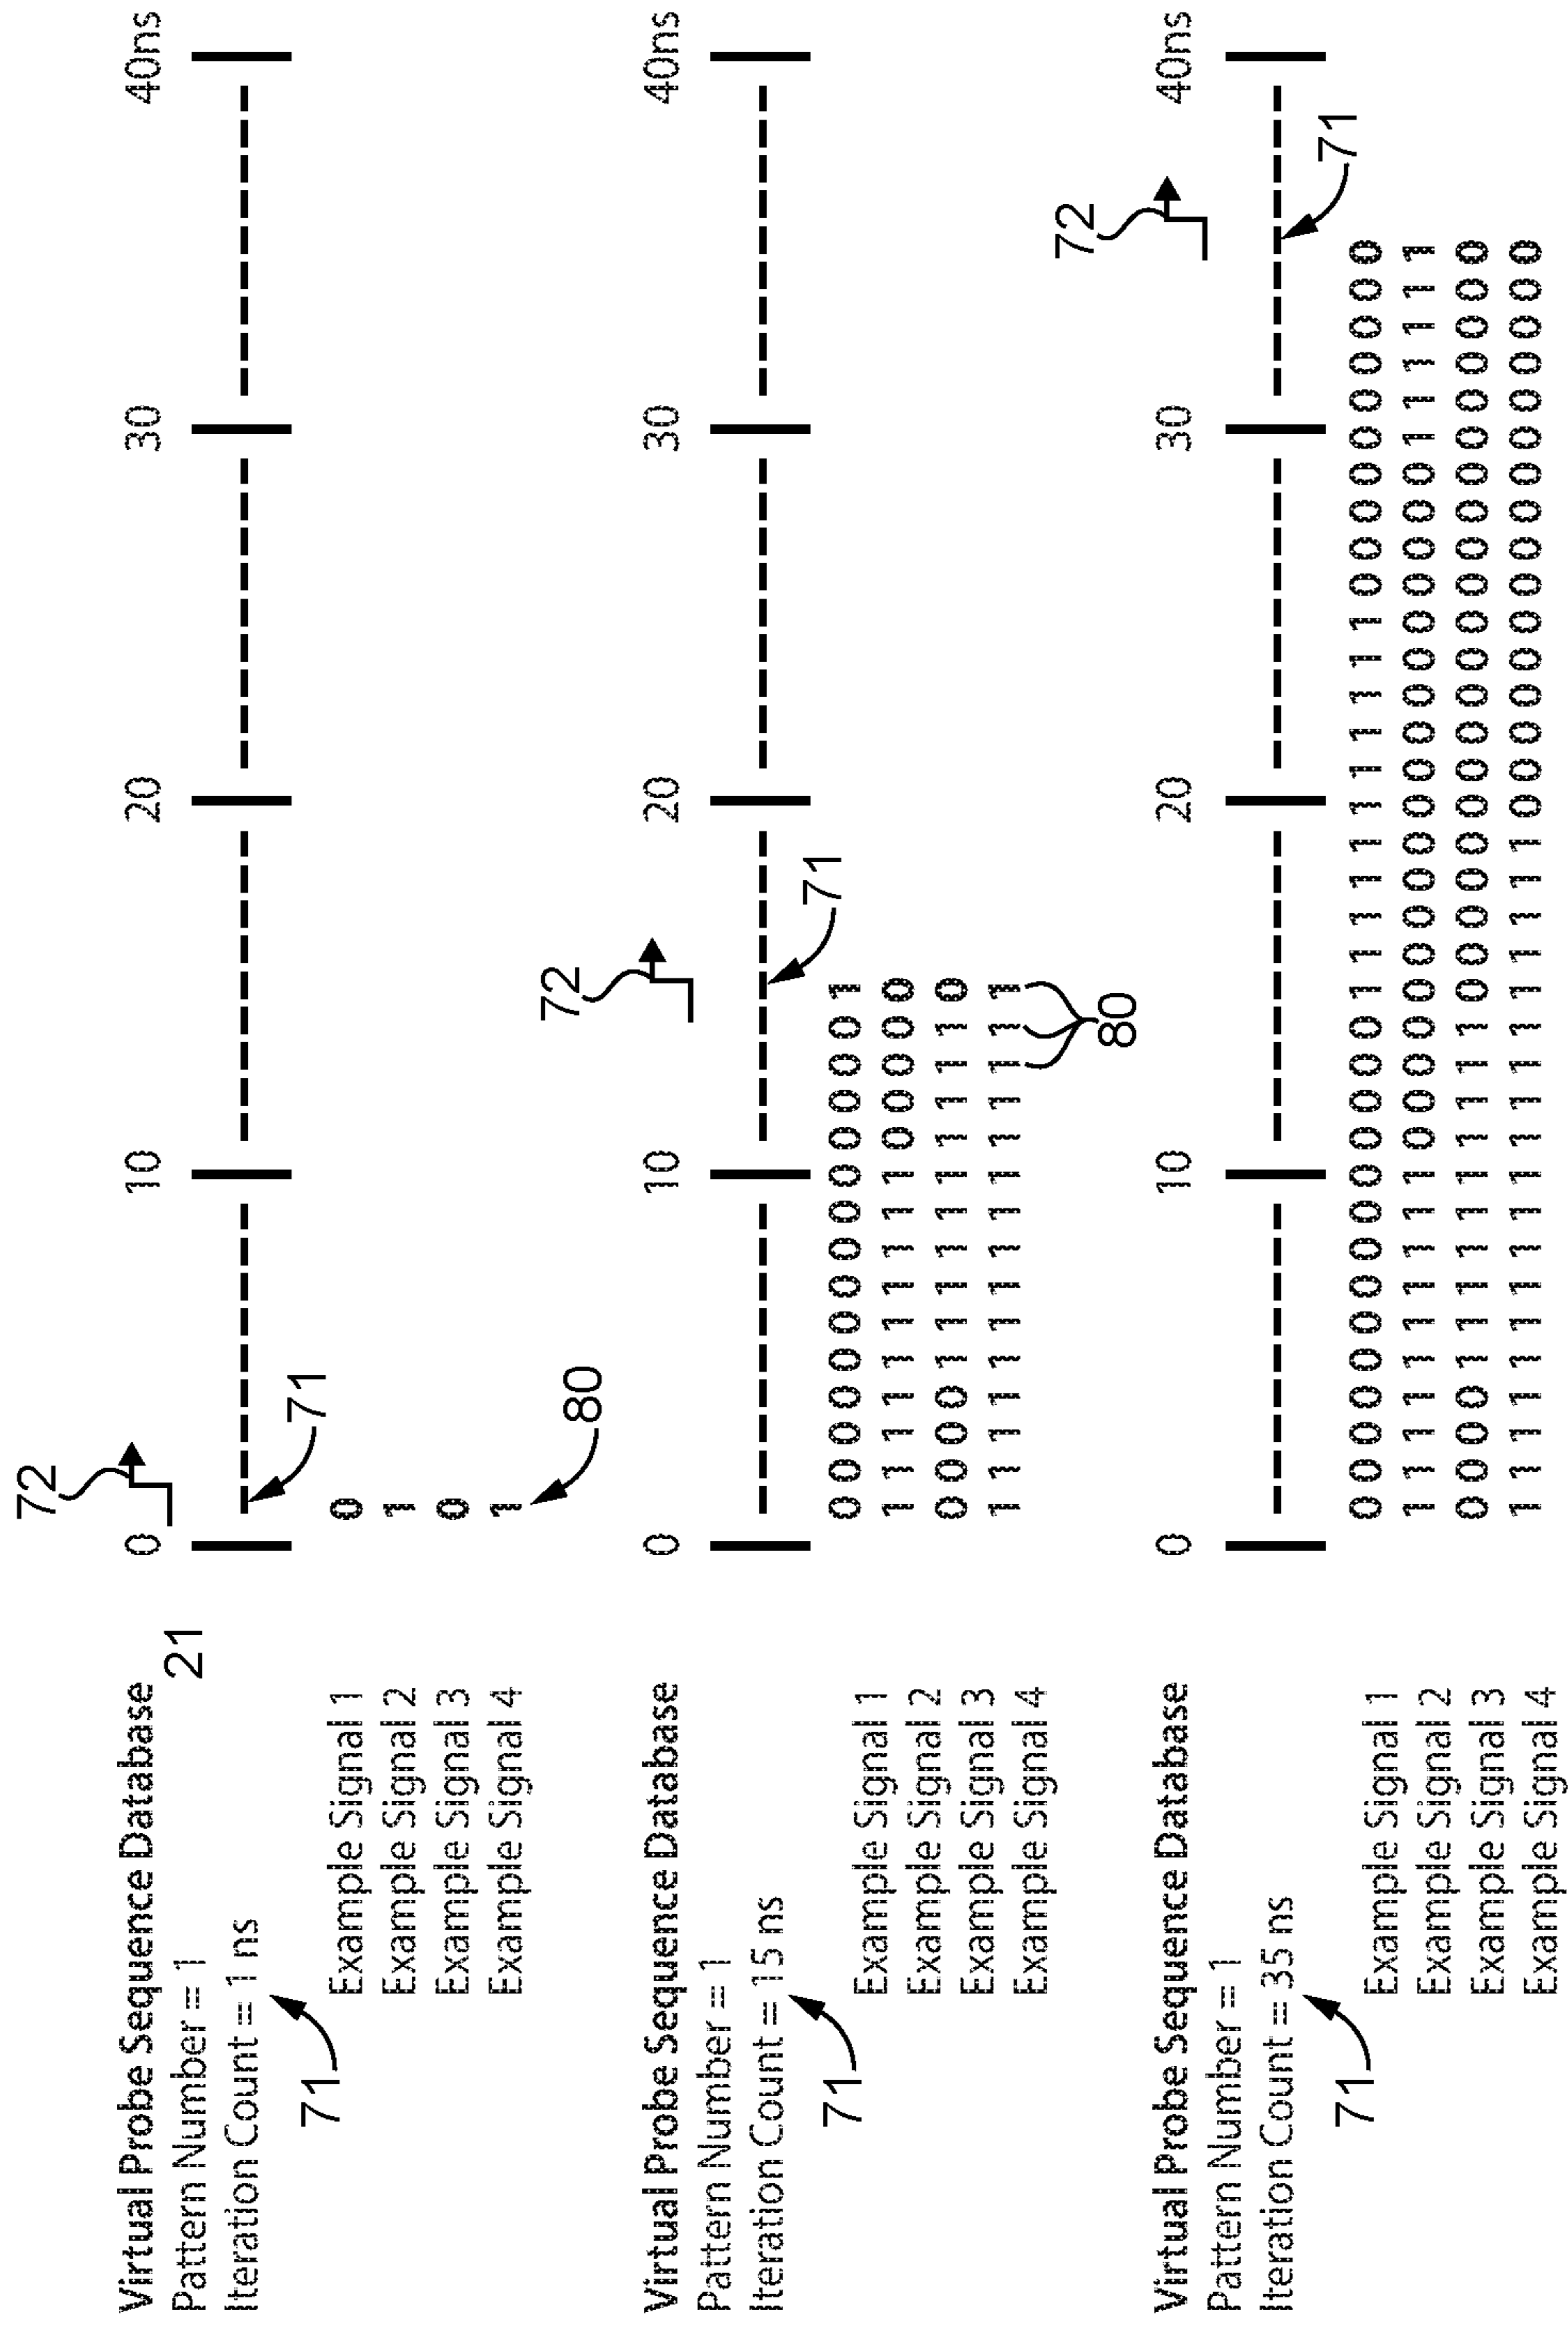 72
0 10 20 30 40ns
Virtual Probe Sequence Database
21
Pattern Number = 1
Iteration Count = 1 ns
71
71
Example Signal 1 0
Example Signal 2 1
Example Signal 3 0
Example Signal 4 1
80
72
0 10 20 30 40ns
Virtual Probe Sequence Database
Pattern Number = 1
Iteration Count = 15 ns
71
71
Example Signal 1 0 0 0 0 0 0 0 0 0 0 0 0 0 0 1
Example Signal 2 1 1 1 1 1 1 1 1 1 1 0 0 0 0 0
Example Signal 3 0 0 0 0 1 1 1 1 1 1 1 1 1 1 0
Example Signal 4 1 1 1 1 1 1 1 1 1 1 1 1 1 1 1
80
72
0 10 20 30 40ns
Virtual Probe Sequence Database
Pattern Number = 1
Iteration Count = 35 ns
71
71
Example Signal 1 0 0 0 0 0 0 0 0 0 0 0 0 0 0 1 1 1 1 1 1 1 1 1 1 1 0 0 0 0 0 0 0 0 0 0
Example Signal 2 1 1 1 1 1 1 1 1 1 1 0 0 0 0 0 0 0 0 0 0 0 0 0 0 0 0 0 0 0 1 1 1 1 1 1
Example Signal 3 0 0 0 0 1 1 1 1 1 1 1 1 1 1 0 0 0 0 0 0 0 0 0 0 0 0 0 0 0 0 0 0 0 0 0
Example Signal 4 1 1 1 1 1 1 1 1 1 1 1 1 1 1 1 1 1 1 1 0 0 0 0 0 0 0 0 0 0 0 0 0 0 0 0